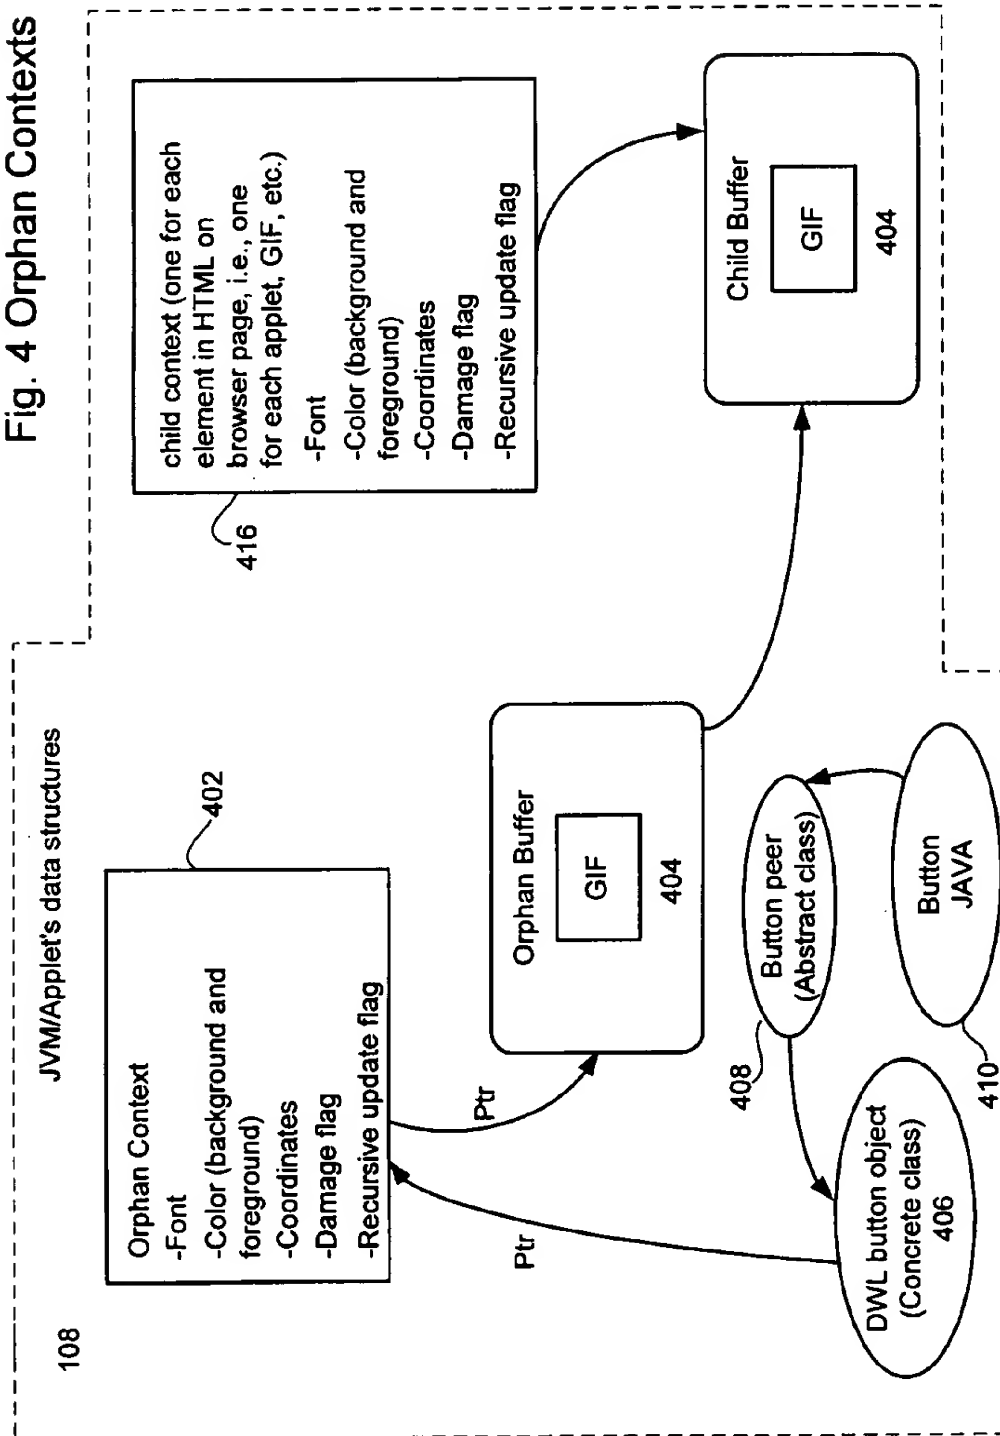 Fig. 4 Orphan Contexts
JVM/Applet's data structures
108
Orphan Context
-Font
-Color (background and
foreground)
-Coordinates
-Damage flag
-Recursive update flag
402
Ptr
Ptr
Orphan Buffer
GIF
404
DWL button object
(Concrete class)
406
408
Button peer
(Abstract class)
410
Button
JAVA
child context (one for each
element in HTML on
browser page, i.e., one
for each applet, GIF, etc.)
-Font
-Color (background and
foreground)
-Coordinates
-Damage flag
-Recursive update flag
416
Child Buffer
GIF
404